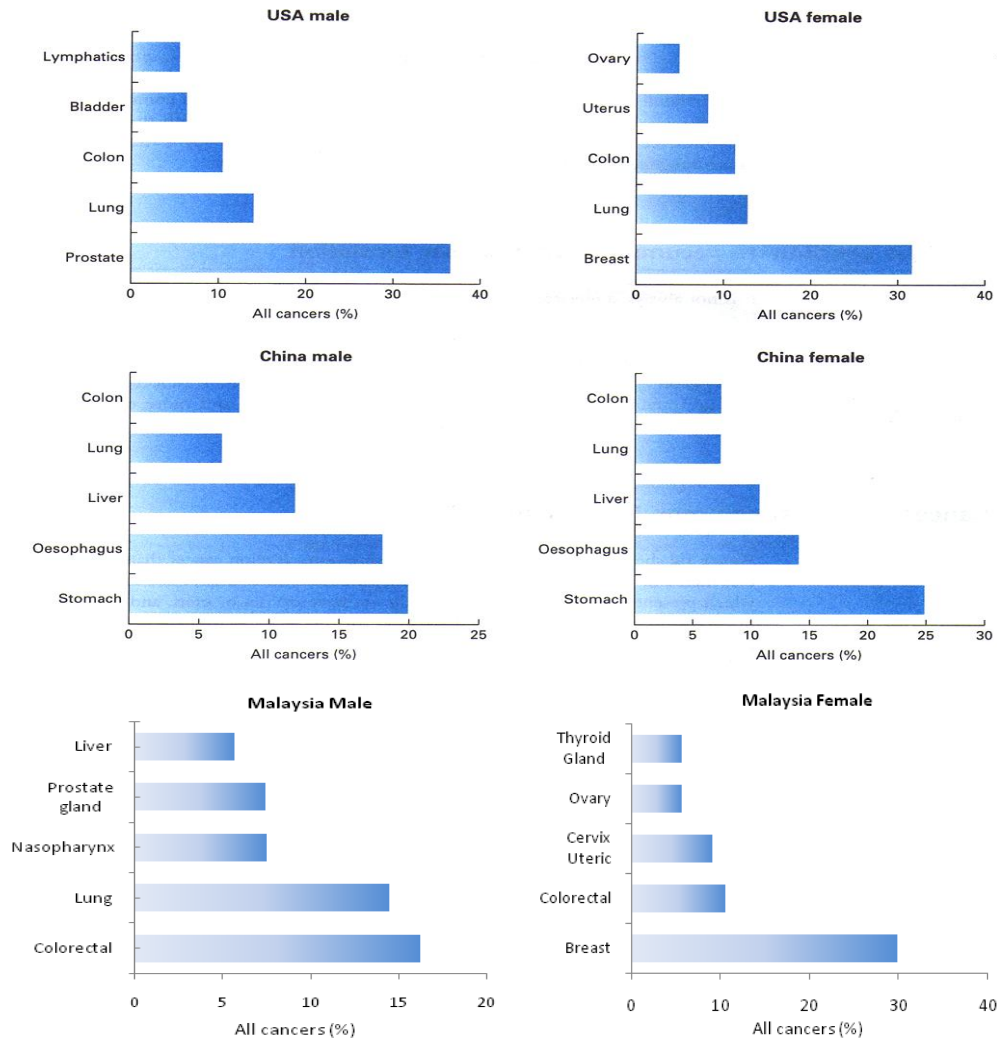 USA male
Lymphatics
Bladder
Colon
Lung
Prostate
0 10 20 30 40
All cancers (%)
USA female
Ovary
Uterus
Colon
Lung
Breast
0 10 20 30 40
All cancers (%)
China male
Colon
Lung
Liver
Oesophagus
Stomach
0 5 10 15 20 25
All cancers (%)
China female
Colon
Lung
Liver
Oesophagus
Stomach
0 5 10 15 20 25 30
All cancers (%)
Malaysia Male
Liver
Prostate
gland
Nasopharynx
Lung
Colorectal
0 5 10 15 20
All cancers (%)
Malaysia Female
Thyroid
Gland
Ovary
Cervix
Uteric
Colorectal
Breast
0 10 20 30 40
All cancers (%)